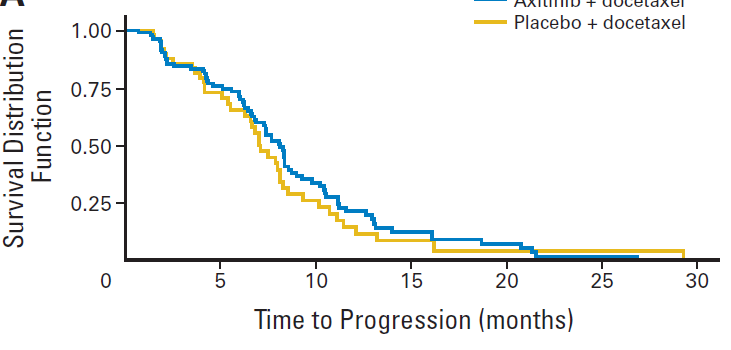 A
Axitinib + docetaxel
Placebo + docetaxel
Survival Distribution
Function
1.00
0.75
0.50
0.25
0 5 10 15 20 25 30
Time to Progression (months)